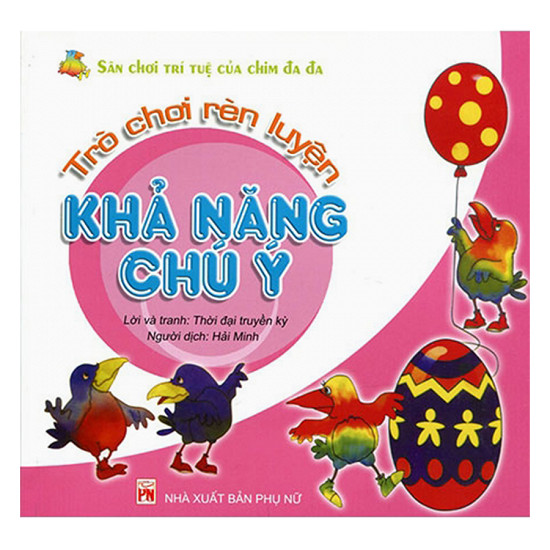 Sân chơi trí tuệ của chim đa đa
Trò chơi rèn luyện
KHẢ NĂNG
CHÚ Ý
Lời và tranh: Thời đại truyền kỳ
Người dịch: Hải Minh
PN
NHÀ XUẤT BẢN PHỤ NỮ